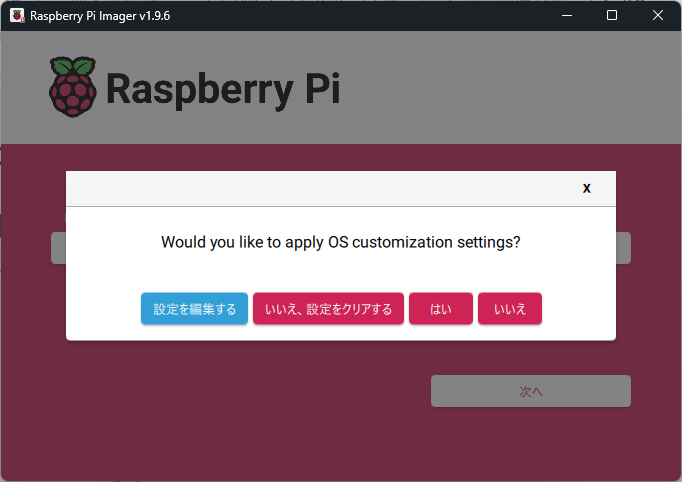 Raspberry Pi Imager v1.9.6
Raspberry Pi
x
Would you like to apply OS customization settings?
設定を編集する
いいえ、設定をクリアする
はい
いいえ
次へ